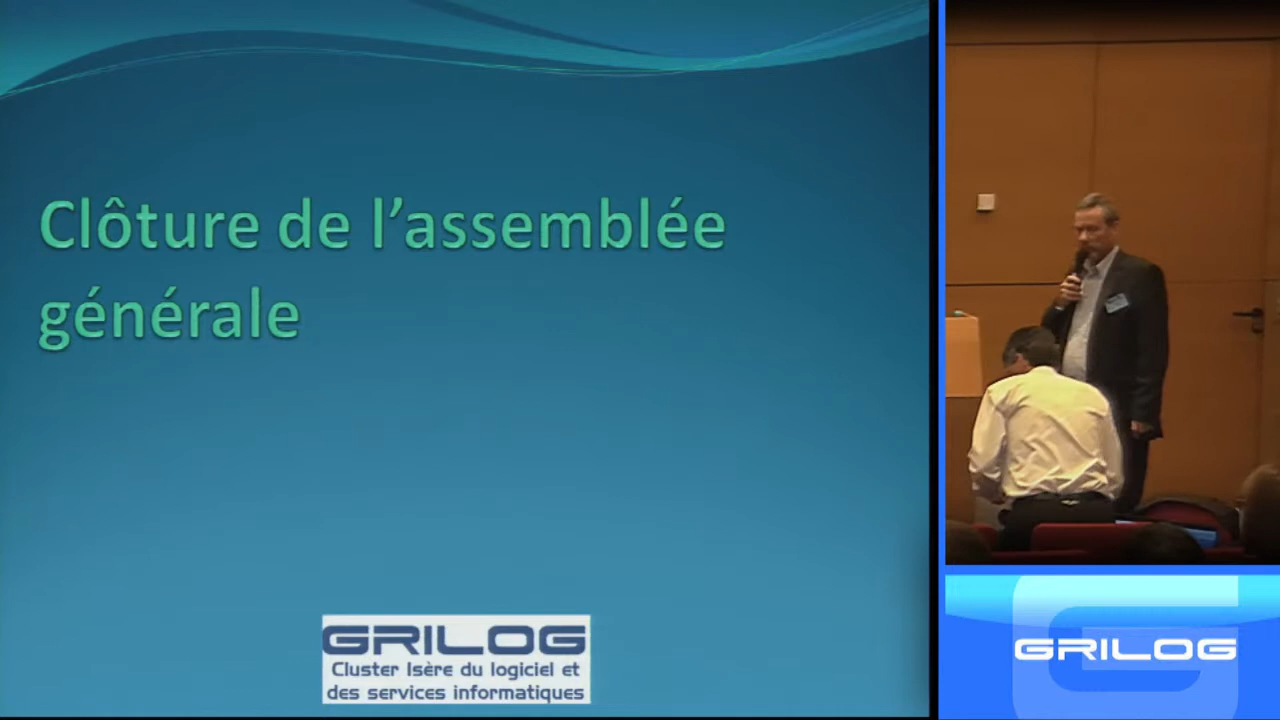 Clôture de l’assemblée
générale
GRILOG
Cluster Isère du logiciel et
des services informatiques
GRILOG